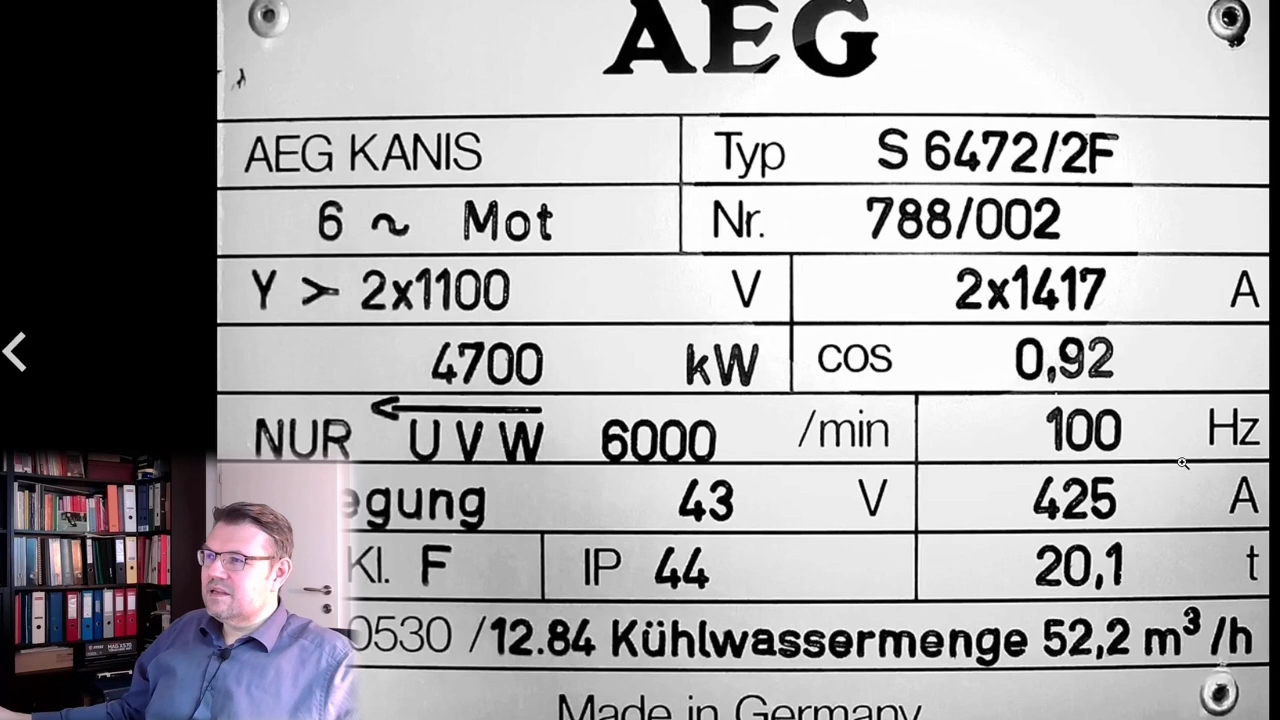 AEG
AEG KANIS Typ S 6472/2F
6 ~ Mot Nr. 788/002
Y > 2x1100 V 2x1417 A
4700 kW cos 0,92
NUR UVW 6000 /min 100 Hz
egung 43 V 425 A
Kl. F IP 44 20,1 t
0530 /12.84 Kühlwassermenge 52,2 m³/h
Made in Germany